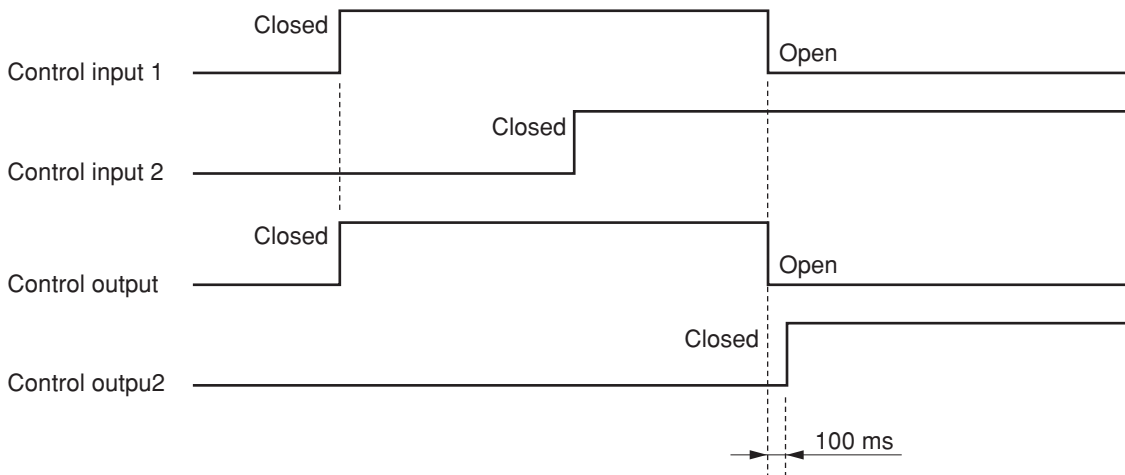 Closed
Control input 1
Open
Closed
Control input 2
Closed
Control output
Open
Closed
Control outpu2
100 ms